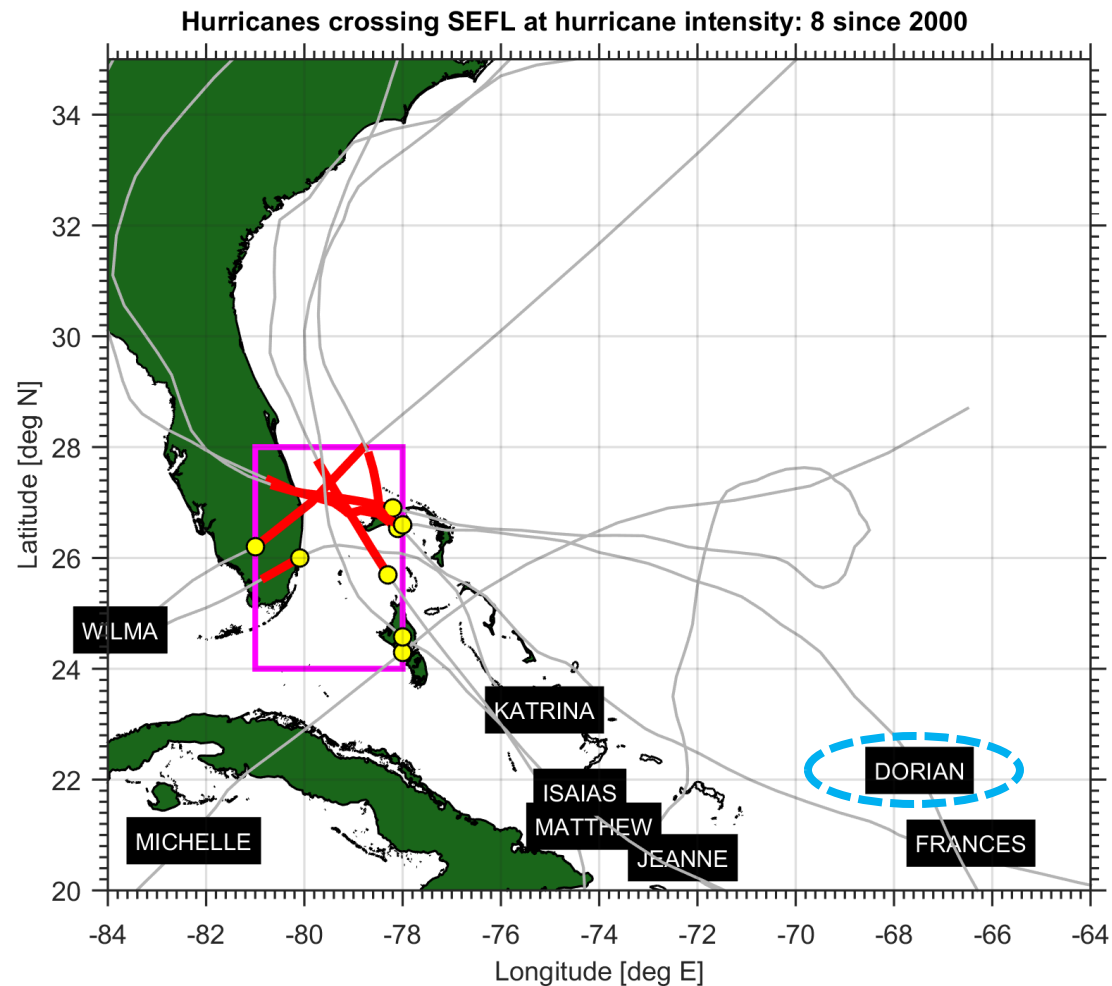 Hurricanes crossing SEFL at hurricane intensity: 8 since 2000
Latitude [deg N]
34
32
30
28
26
24
22
20
WILMA
KATRINA
DORIAN
ISAIAS
MATTHEW
MICHELLE
JEANNE
FRANCES
-84 -82 -80 -78 -76 -74 -72 -70 -68 -66 -64
Longitude [deg E]